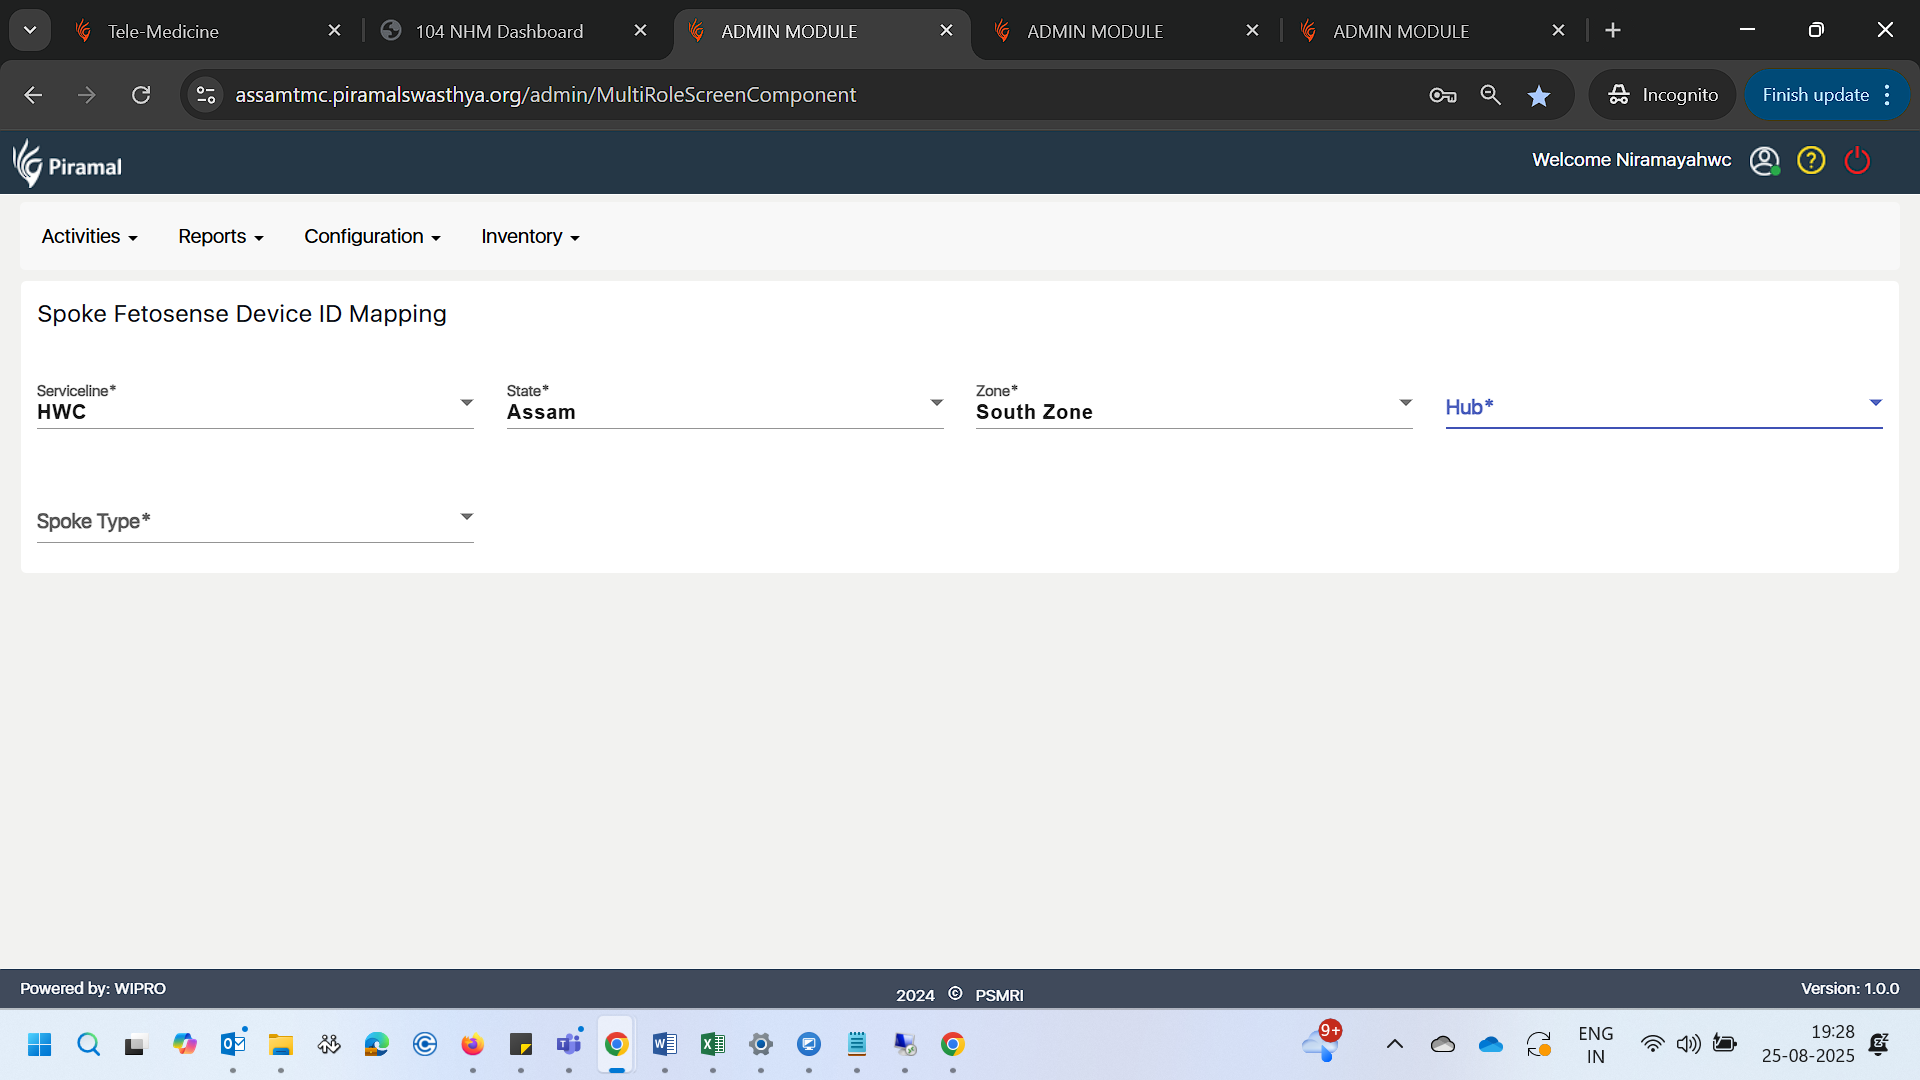 Tele-Medicine
104 NHM Dashboard
ADMIN MODULE
ADMIN MODULE
ADMIN MODULE
assamtmc.piramalswasthya.org/admin/MultiRoleScreenComponent
Incognito
Finish update
Piramal
Welcome Niramayahwc
Activities
Reports
Configuration
Inventory
Spoke Fetosense Device ID Mapping
Serviceline*
HWC
State*
Assam
Zone*
South Zone
Hub*
Spoke Type*
Powered by: WIPRO
2024 © PSMRI
Version: 1.0.0
9+
ENG
IN
19:28
25-08-2025